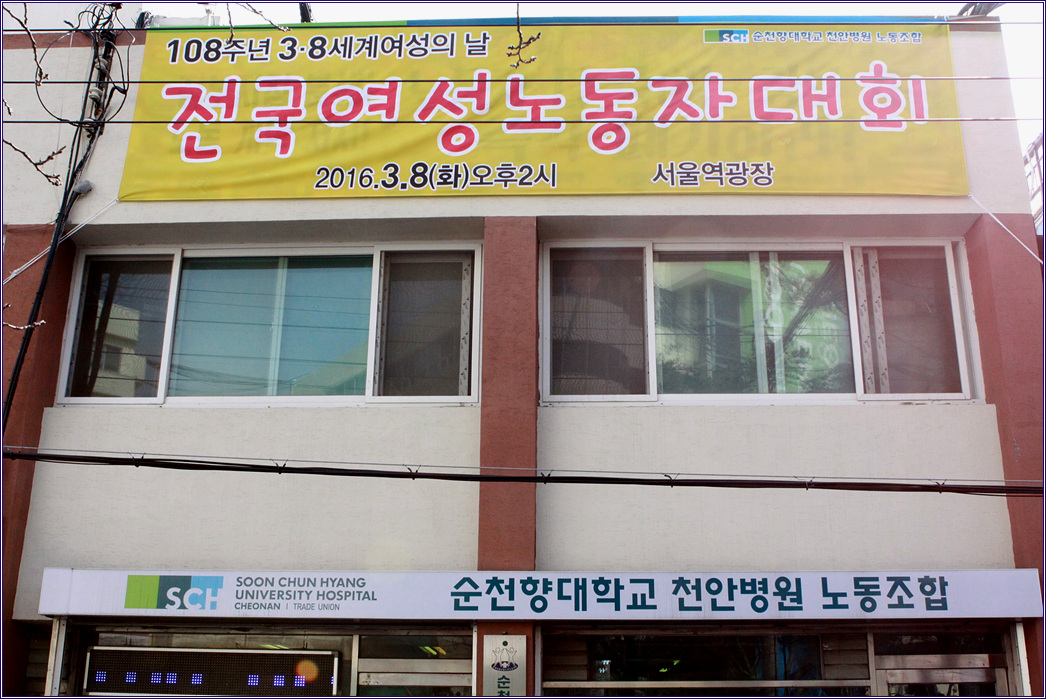 108주년 3·8세계여성의 날
SCH 순천향대학교 천안병원 노동조합
전국여성노동자대회
2016.3.8(화)오후2시 서울역광장
SCH
SOON CHUN HYANG
UNIVERSITY HOSPITAL
CHEONAN | TRADE UNION
순천향대학교 천안병원 노동조합
순천